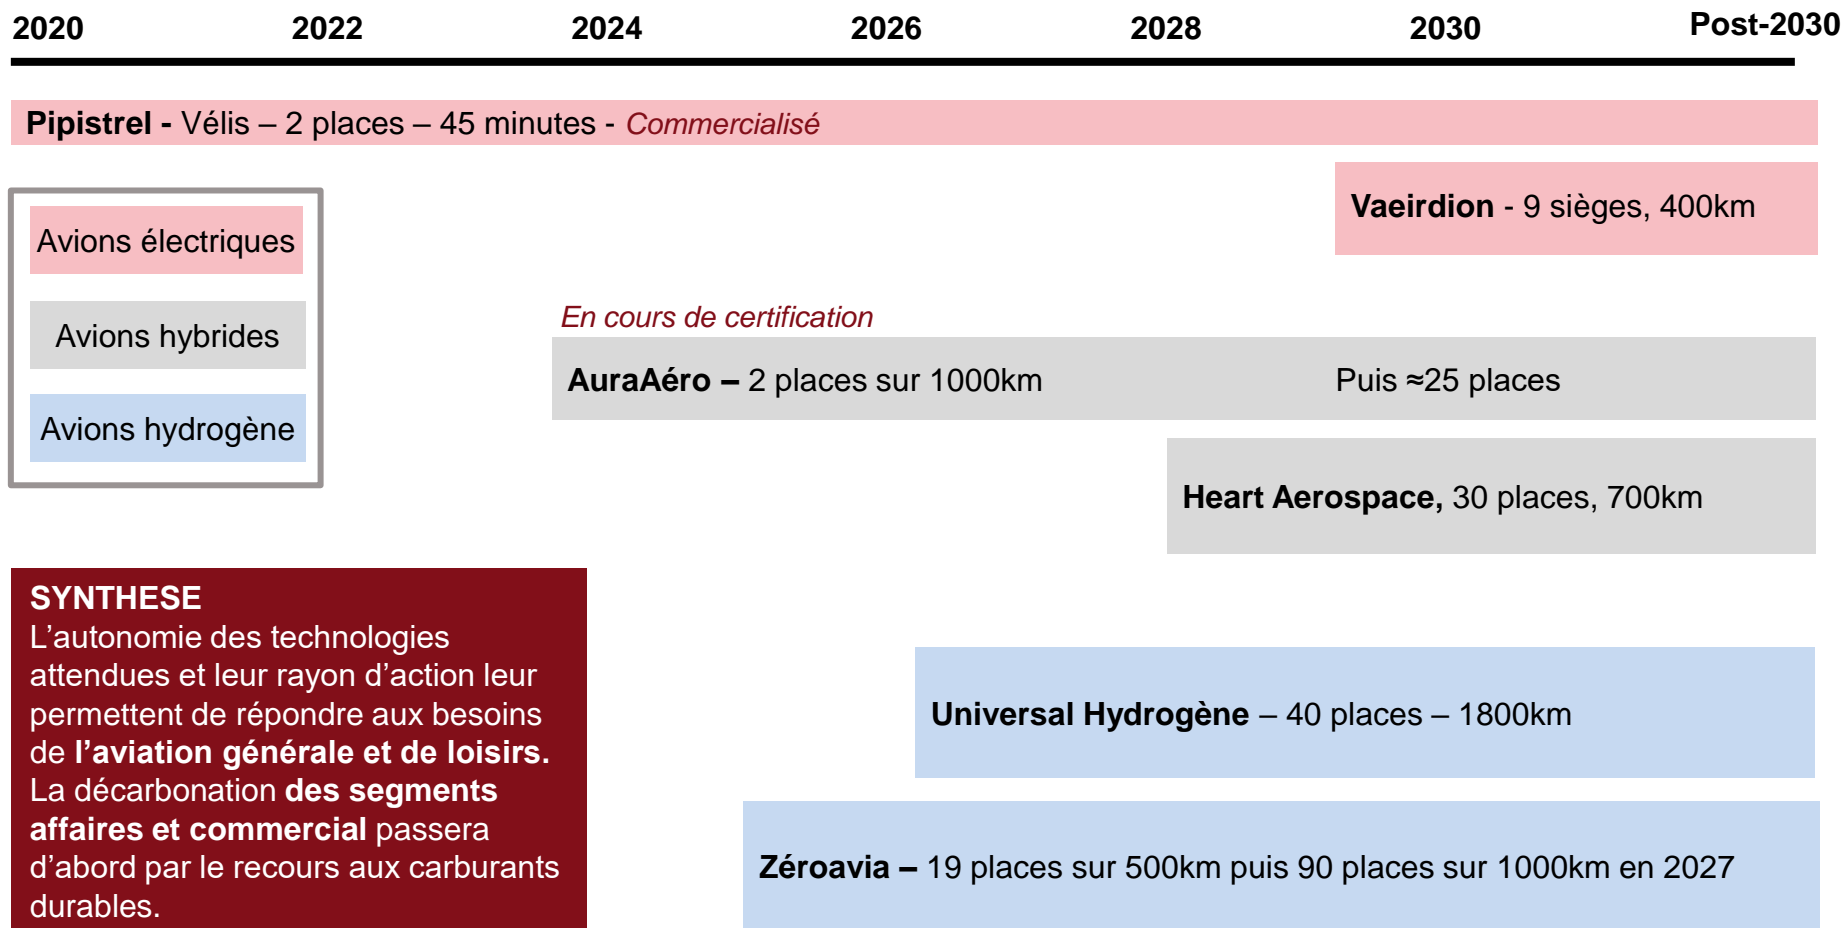 2020 2022 2024 2026 2028 2030 Post-2030
Pipistrel - Vélis – 2 places – 45 minutes - Commercialisé
Vaeirdion - 9 sièges, 400km
Avions électriques
Avions hybrides
Avions hydrogène
En cours de certification
AuraAéro – 2 places sur 1000km Puis ≈25 places
Heart Aerospace, 30 places, 700km
SYNTHESE
L’autonomie des technologies
attendues et leur rayon d’action leur
permettent de répondre aux besoins
de l’aviation générale et de loisirs.
La décarbonation des segments
affaires et commercial passera
d’abord par le recours aux carburants
durables.
Universal Hydrogène – 40 places – 1800km
Zéroavia – 19 places sur 500km puis 90 places sur 1000km en 2027